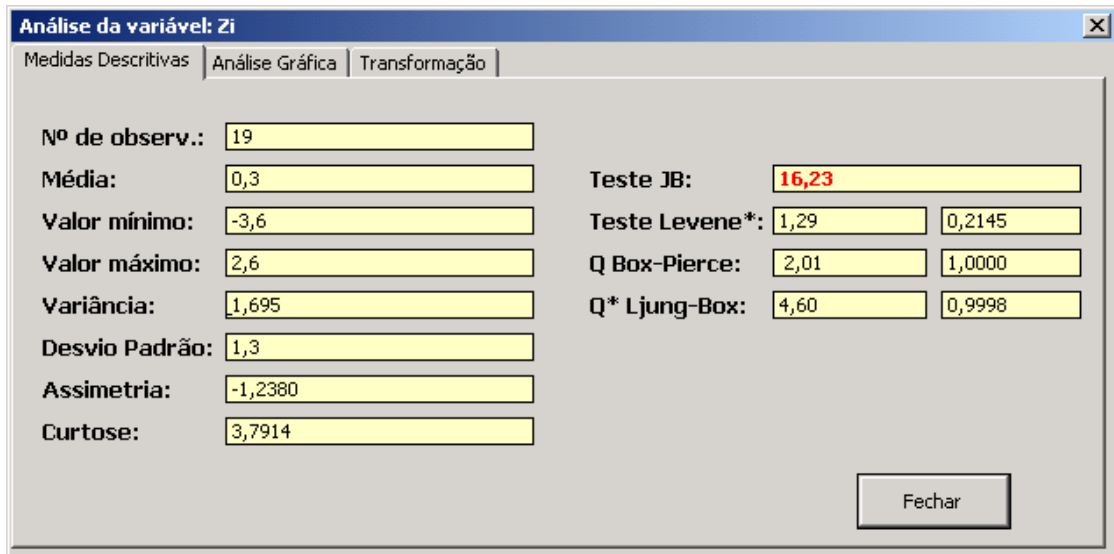 Análise da variável: Zi
Medidas Descritivas Análise Gráfica Transformação
Nº de observ.: 19
Média: 0,3
Valor mínimo: -3,6
Valor máximo: 2,6
Variância: 1,695
Desvio Padrão: 1,3
Assimetria: -1,2380
Curtose: 3,7914
Teste JB: 16,23
Teste Levene*: 1,29 0,2145
Q Box-Pierce: 2,01 1,0000
Q* Ljung-Box: 4,60 0,9998
Fechar